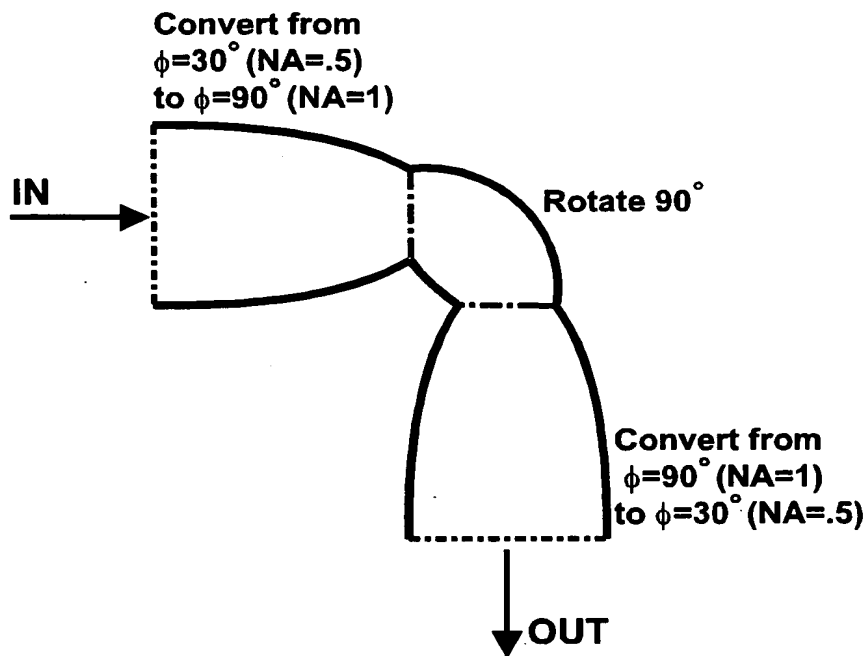 Convert from
ϕ=30° (NA=.5)
to ϕ=90° (NA=1)
IN
Rotate 90°
Convert from
ϕ=90° (NA=1)
to ϕ=30° (NA=.5)
OUT